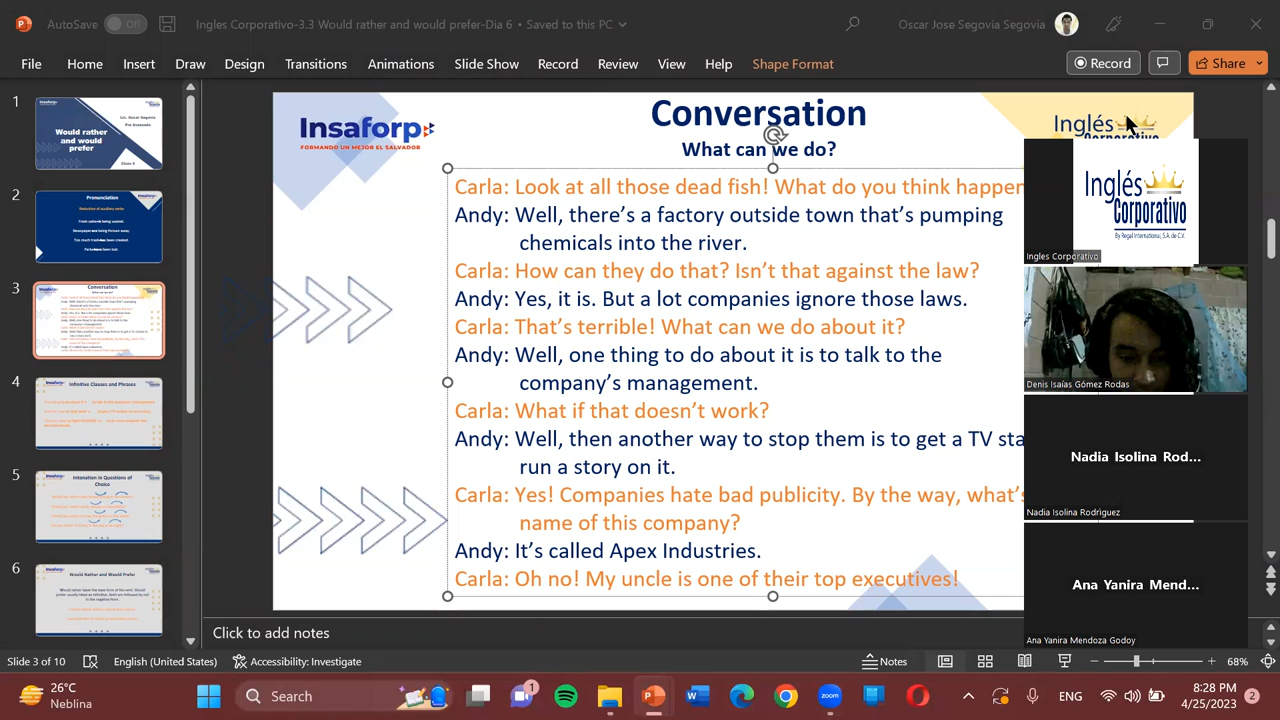 AutoSave Off Ingles Corporativo-3.3 Would rather and would prefer-Dia 6 • Saved to this PC Oscar Jose Segovia Segovia
File Home Insert Draw Design Transitions Animations Slide Show Record Review View Help Shape Format Record Share
1
Would rather
and would
prefer
2
Pronunciation
3
Conversation
4
Infinitive Clauses and Phrases
5
Intonation in Questions of
Choice
6
Would Rather and Would Prefer
Insaforp
FORMANDO UN MEJOR EL SALVADOR
Conversation
What can we do?
Inglés
Carla: Look at all those dead fish! What do you think happen
Andy: Well, there's a factory outside town that's pumping
chemicals into the river.
Carla: How can they do that? Isn't that against the law?
Andy: Yes, it is. But a lot companies ignore those laws.
Carla: That's terrible! What can we do about it?
Andy: Well, one thing to do about it is to talk to the
company's management.
Carla: What if that doesn't work?
Andy: Well, then another way to stop them is to get a TV sta
run a story on it.
Carla: Yes! Companies hate bad publicity. By the way, what's
name of this company?
Andy: It's called Apex Industries.
Carla: Oh no! My uncle is one of their top executives!
Inglés
Corporativo
By Regal International, S.A. de C.V.
Ingles Corporativo
Denis Isaías Gómez Rodas
Nadia Isolina Rod...
Nadia Isolina Rodriguez
Ana Yanira Mend...
Ana Yanira Mendoza Godoy
Click to add notes
Slide 3 of 10 English (United States) Accessibility: Investigate Notes 68%
26°C
Neblina
Search
1
zoom
ENG
8:28 PM
4/25/2023
2